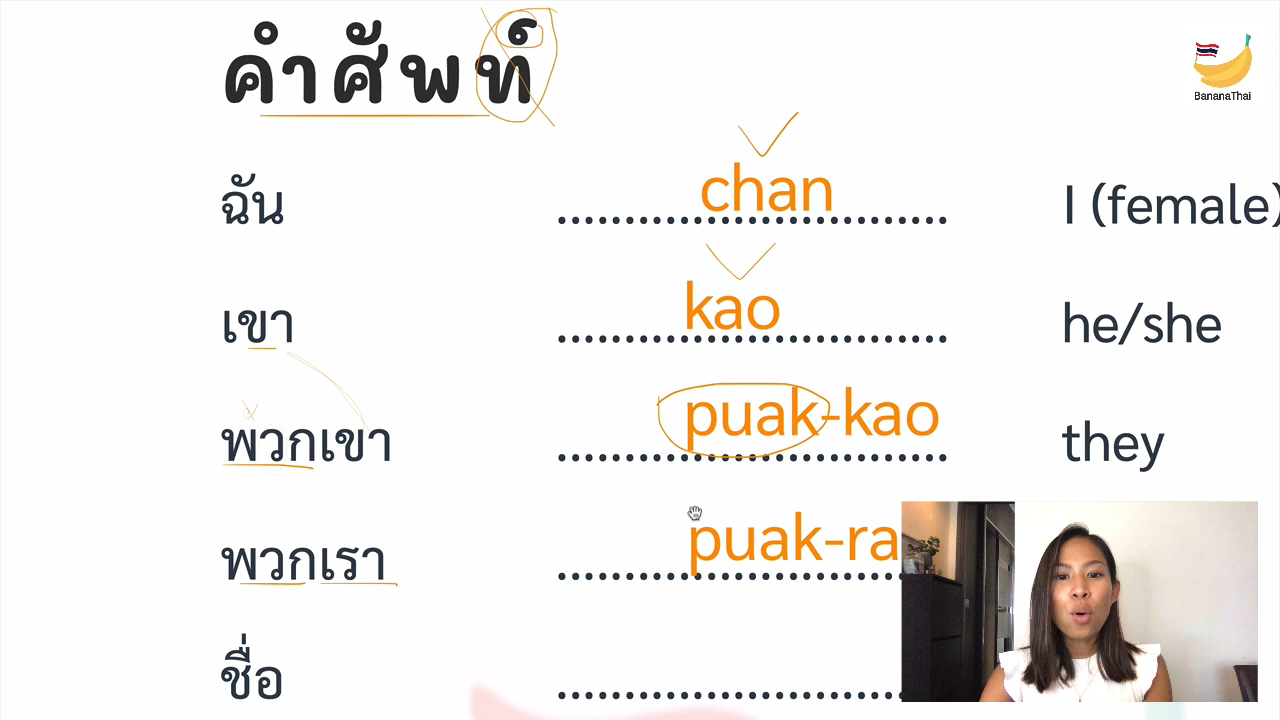 คำศัพท์
BananaThai
ฉัน chan I (female)
เขา kao he/she
พวกเขา puak-kao they
พวกเรา puak-ra
ชื่อ